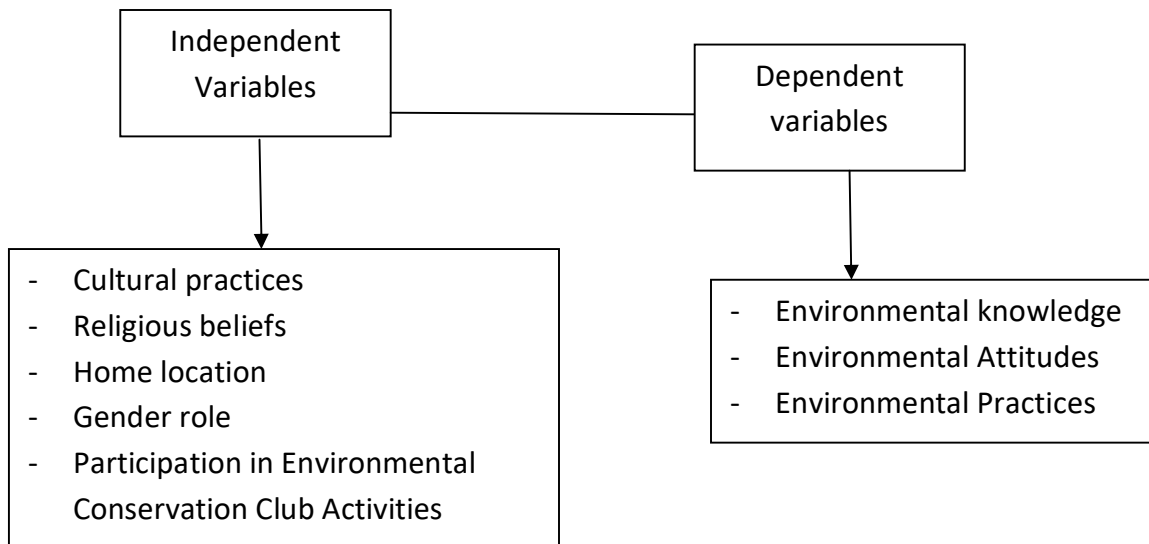 Independent
Variables
Dependent
variables
- Cultural practices
- Religious beliefs
- Home location
- Gender role
- Participation in Environmental
Conservation Club Activities
- Environmental knowledge
- Environmental Attitudes
- Environmental Practices